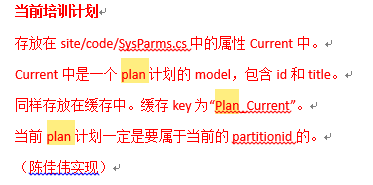 当前培训计划
存放在 site/code/SysParms.cs 中的属性 Current 中。
Current 中是一个 plan 计划的 model，包含 id 和 title。
同样存放在缓存中。缓存 key 为“Plan_Current”。
当前 plan 计划一定是要属于当前的 partitionid 的。
（陈佳伟实现）